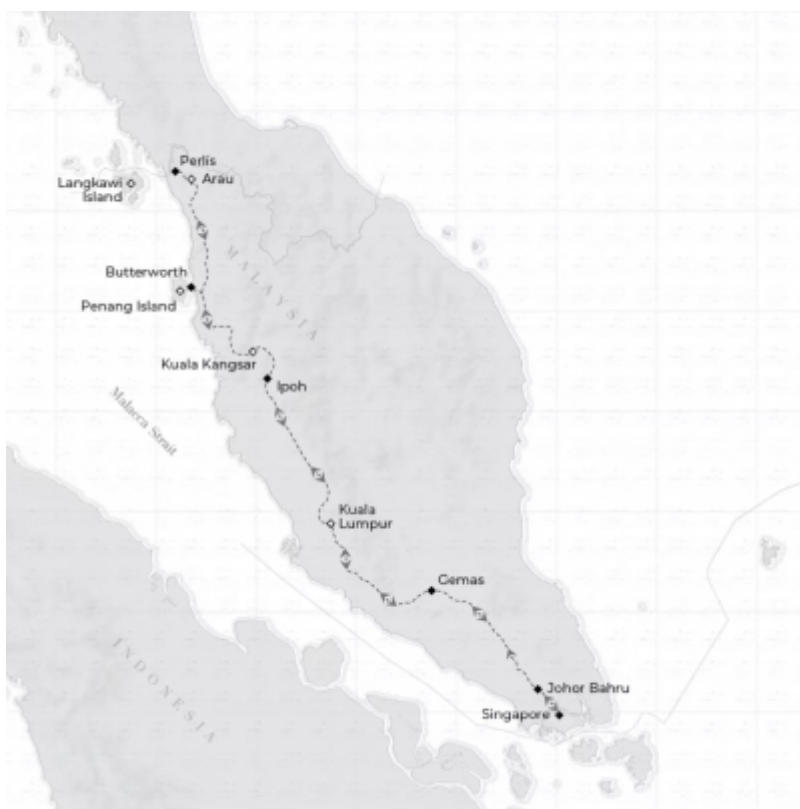 Perlis
Arau
Langkawi
Island
MALAYSIA
Butterworth
Penang Island
Kuala Kangsar
Ipoh
Malacca Strait
Kuala
Lumpur
Gemas
INDONESIA
Johor Bahru
Singapore